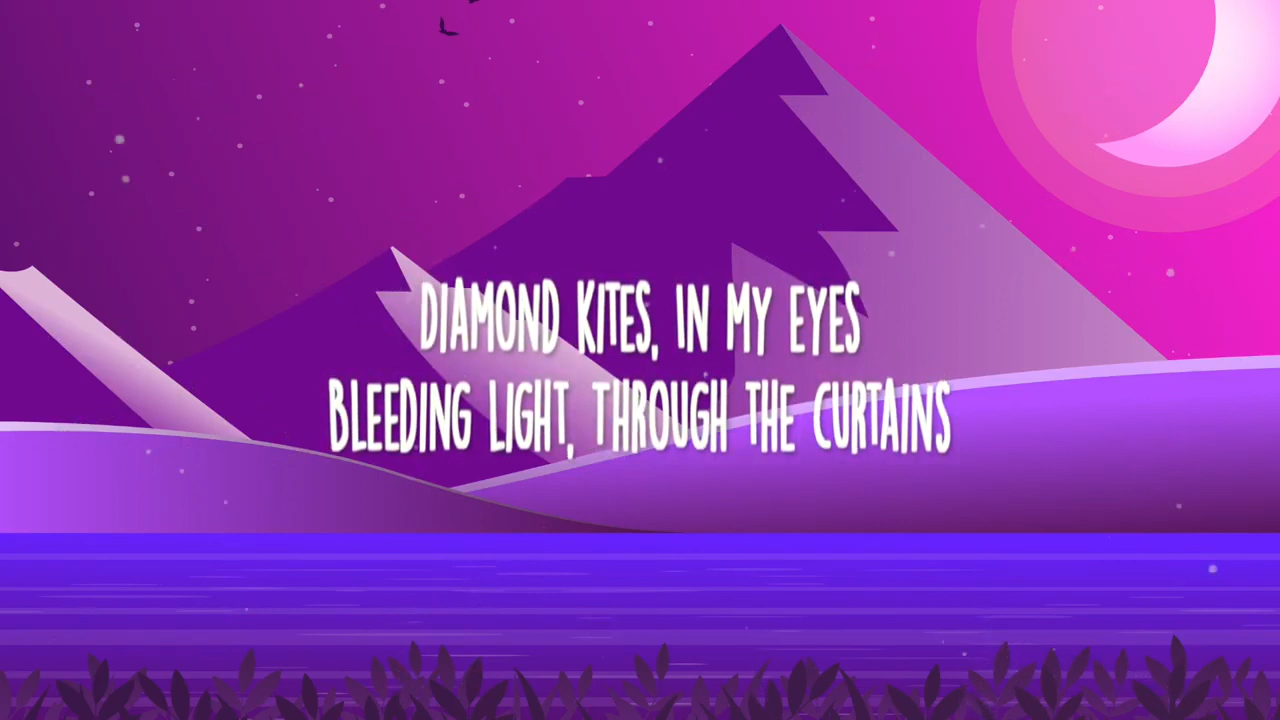 DIAMOND KITES, IN MY EYES
BLEEDING LIGHT, THROUGH THE CURTAINS